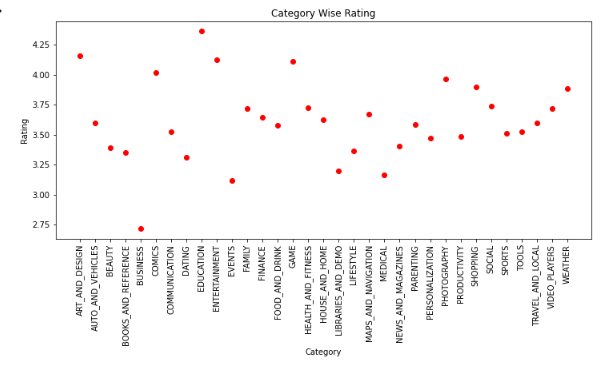 Category Wise Rating
4.25
4.00
3.75
3.50
3.25
3.00
2.75
Rating
ART_AND_DESIGN
AUTO_AND_VEHICLES
BEAUTY
BOOKS_AND_REFERENCE
BUSINESS
COMICS
COMMUNICATION
DATING
EDUCATION
ENTERTAINMENT
EVENTS
FAMILY
FINANCE
FOOD_AND_DRINK
GAME
HEALTH_AND_FITNESS
HOUSE_AND_HOME
LIBRARIES_AND_DEMO
LIFESTYLE
MAPS_AND_NAVIGATION
MEDICAL
NEWS_AND_MAGAZINES
PARENTING
PERSONALIZATION
PHOTOGRAPHY
PRODUCTIVITY
SHOPPING
SOCIAL
SPORTS
TOOLS
TRAVEL_AND_LOCAL
VIDEO_PLAYERS
WEATHER
Category